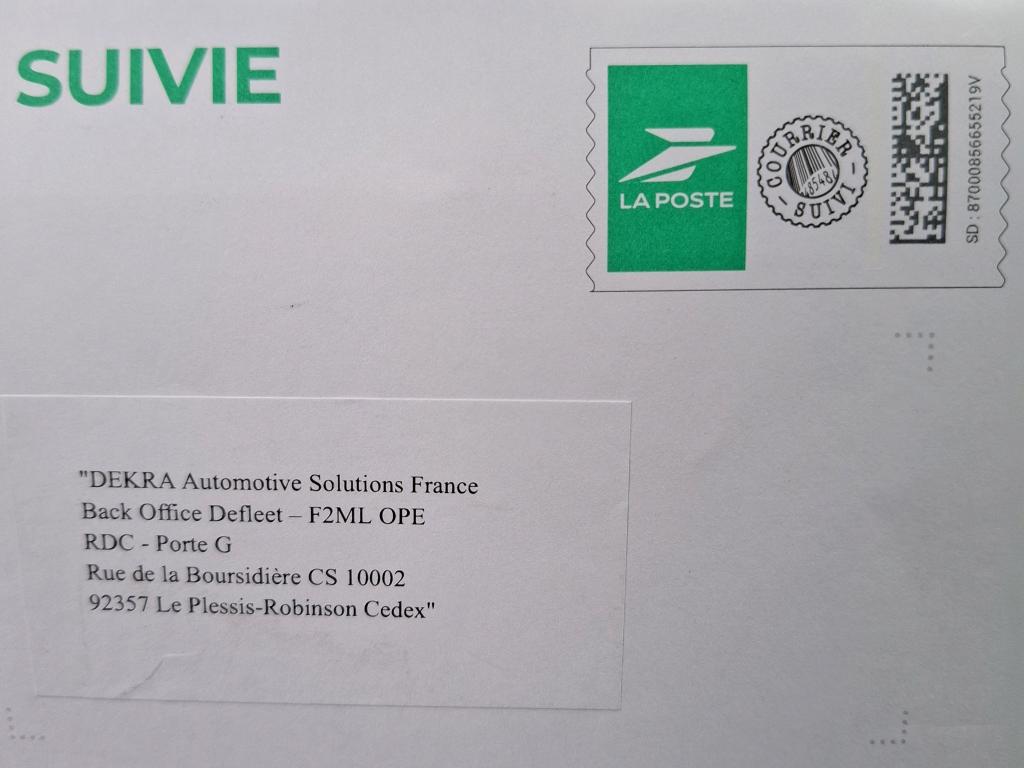 SUIVIE
LA POSTE
COURRIER
SUIVI
SD : 87000856655219V
"DEKRA Automotive Solutions France
Back Office Defleet – F2ML OPE
RDC - Porte G
Rue de la Boursidière CS 10002
92357 Le Plessis-Robinson Cedex"